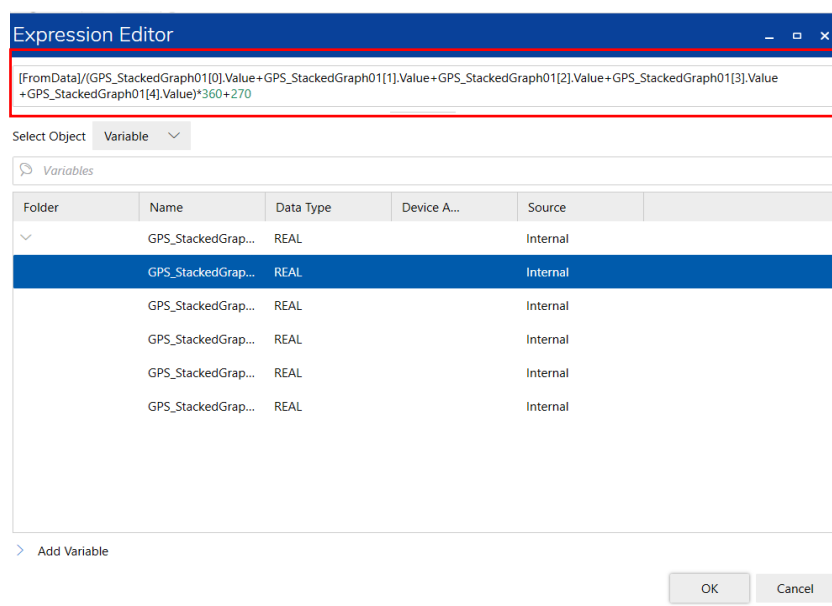 Expression Editor
[FromData]/(GPS_StackedGraph01[0].Value+GPS_StackedGraph01[1].Value+GPS_StackedGraph01[2].Value+GPS_StackedGraph01[3].Value
+GPS_StackedGraph01[4].Value)*360+270
Select Object Variable
Variables
Folder Name Data Type Device A... Source
GPS_StackedGrap... REAL Internal
GPS_StackedGrap... REAL Internal
GPS_StackedGrap... REAL Internal
GPS_StackedGrap... REAL Internal
GPS_StackedGrap... REAL Internal
GPS_StackedGrap... REAL Internal
Add Variable
OK Cancel